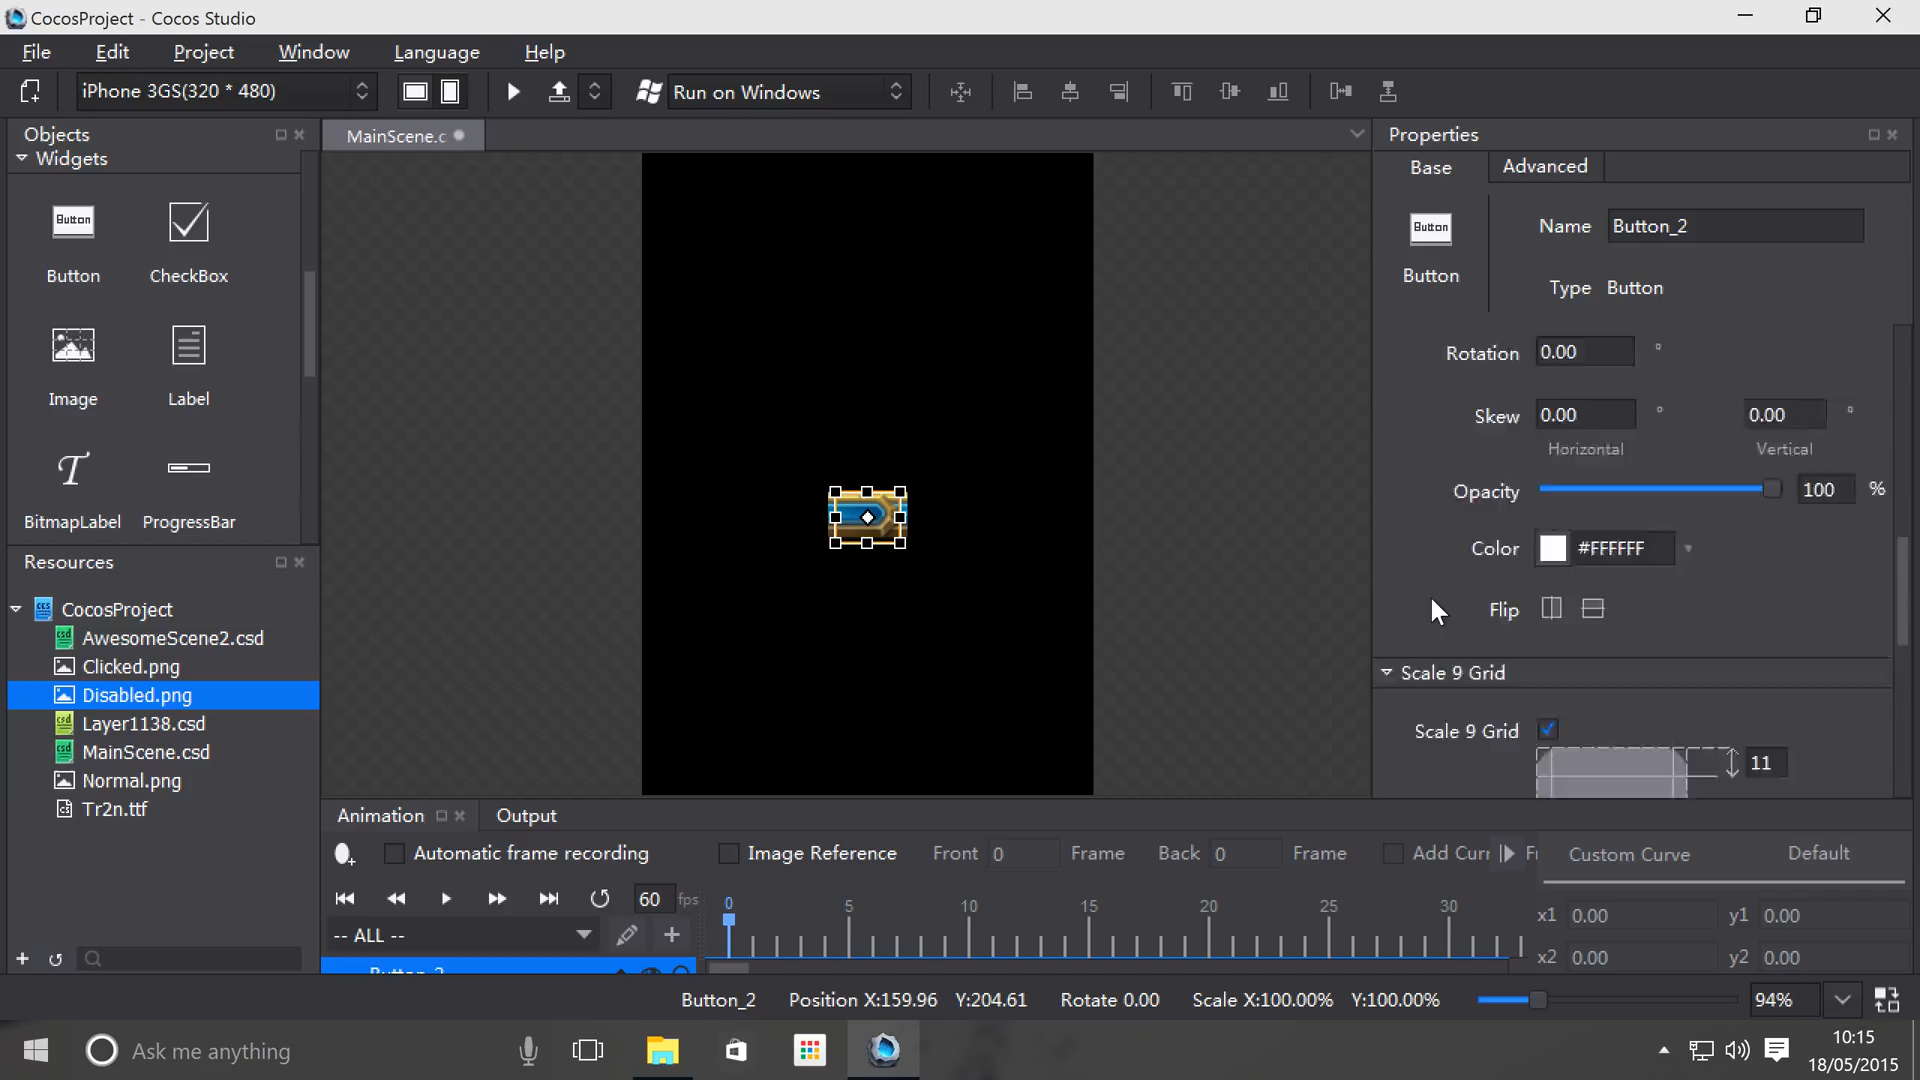 CocosProject - Cocos Studio
File Edit Project Window Language Help
iPhone 3GS(320 * 480)
Run on Windows
Objects
Widgets
Button
Button CheckBox
Image Label
BitmapLabel ProgressBar
Resources
CocosProject
AwesomeScene2.csd
Clicked.png
Disabled.png
Layer1138.csd
MainScene.csd
Normal.png
Tr2n.ttf
MainScene.c
Properties
Base Advanced
Button
Button
Name Button_2
Type Button
Rotation 0.00 °
Skew 0.00 ° 0.00 °
Horizontal Vertical
Opacity 100 %
Color #FFFFFF
Flip
Scale 9 Grid
Scale 9 Grid
11
Animation Output
Automatic frame recording Image Reference Front 0 Frame Back 0 Frame Add Curr Fr
Custom Curve Default
60 fps
0 5 10 15 20 25 30
-- ALL --
x1 0.00 y1 0.00
x2 0.00 y2 0.00
Button_2
Button_2 Position X:159.96 Y:204.61 Rotate 0.00 Scale X:100.00% Y:100.00% 94%
Ask me anything
10:15
18/05/2015